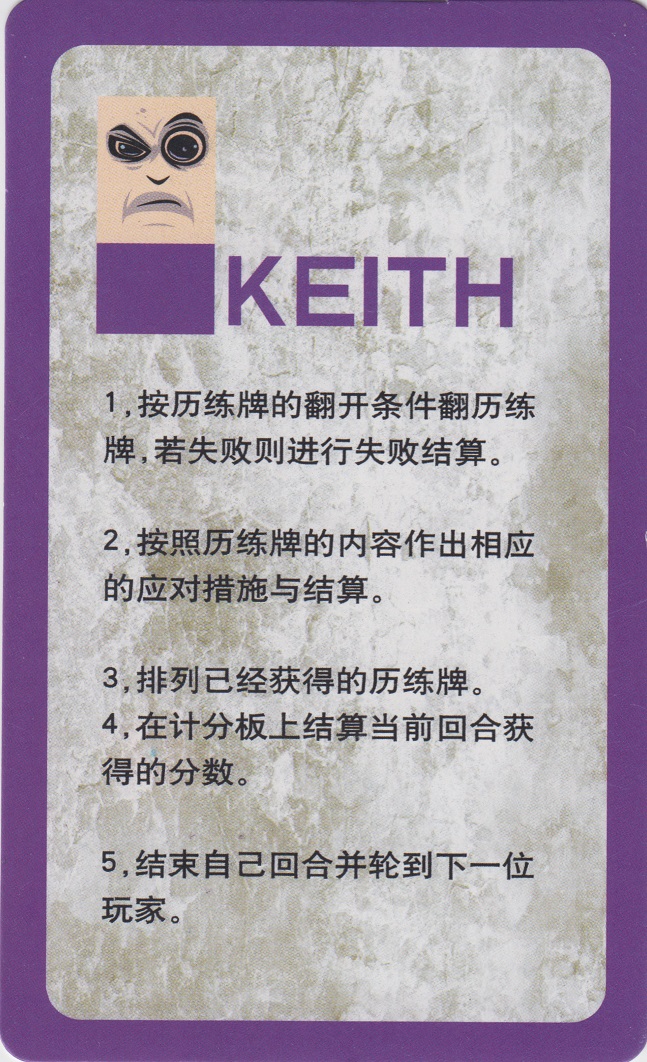 KEITH
1,按历练牌的翻开条件翻历练
牌,若失败则进行失败结算。
2,按照历练牌的内容作出相应
的应对措施与结算。
3,排列已经获得的历练牌。
4,在计分板上结算当前回合获
得的分数。
5,结束自己回合并轮到下一位
玩家。